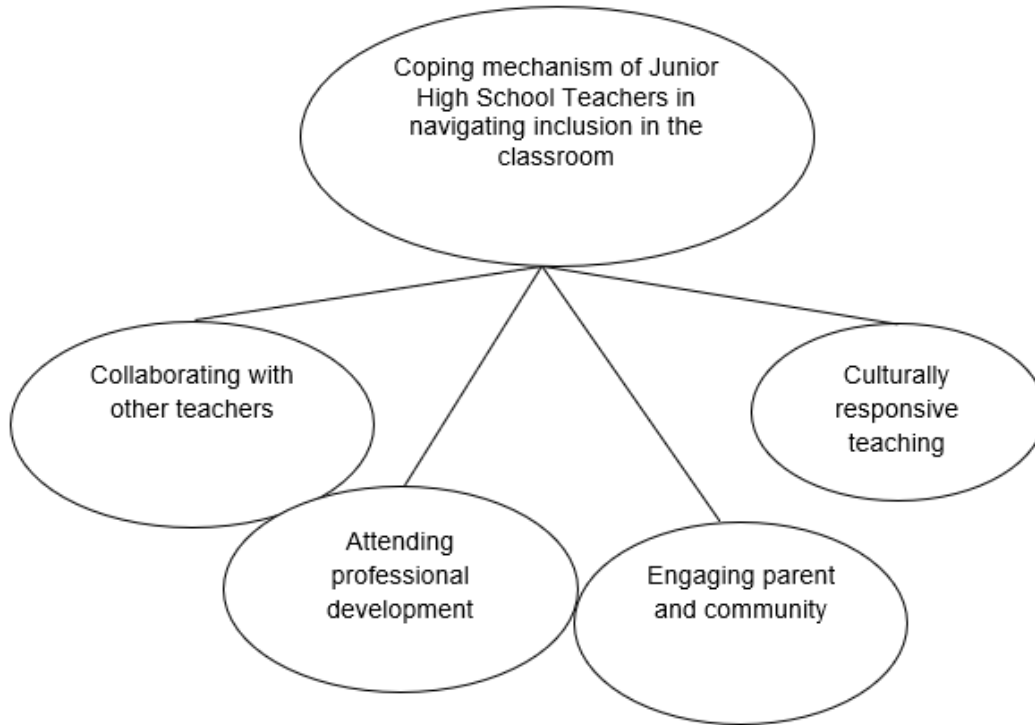 Coping mechanism of Junior
High School Teachers in
navigating inclusion in the
classroom
Collaborating with
other teachers
Culturally
responsive
teaching
Attending
professional
development
Engaging parent
and community